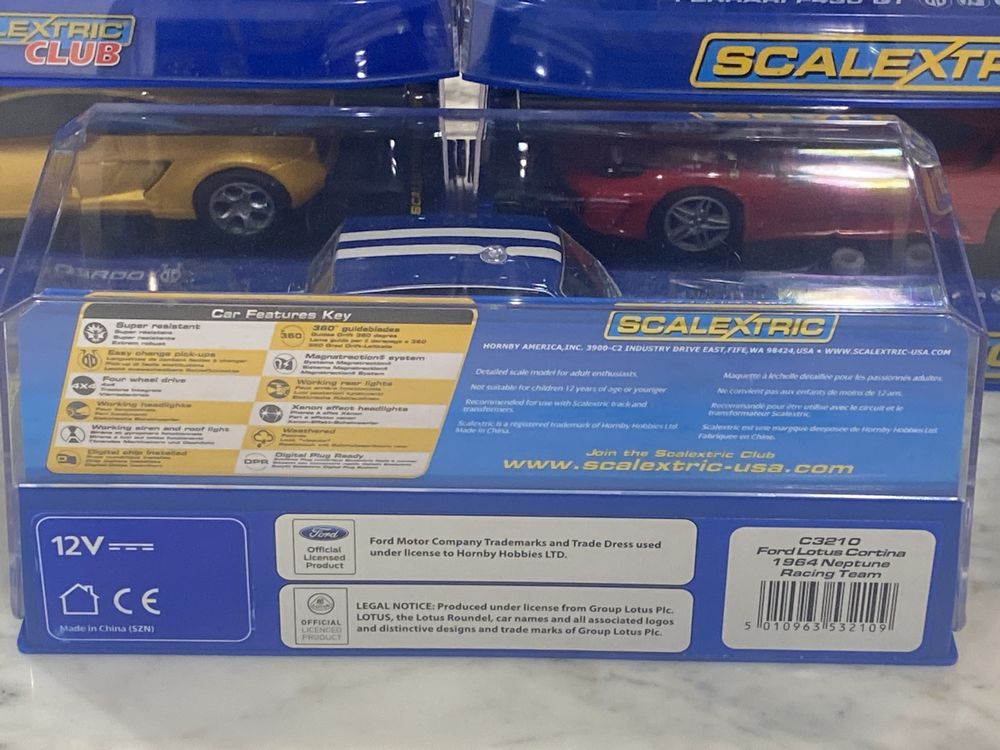 LEXTRIC
CLUB
SCALEXTR
Car Features Key
Super resistant
Easy change pick-ups
4X4
Four wheel drive
Working headlights
Working siren and roof light
Digital chip installed
360
360° guideblades
Magnatraction® system
Working rear lights
Xenon effect headlights
Weathered
DPR
Digital Plug Ready
SCALEXTRIC
HORNBY AMERICA,INC. 3900-C2 INDUSTRY DRIVE EAST,FIFE,WA 98424,USA • WWW.SCALEXTRIC-USA.COM
Detailed scale model for adult enthusiasts.
Not suitable for children 12 years of age or younger
Recommended for use with Scalextric track and
transformers.
Scalextric is a registered trademark of Hornby Hobbies Ltd.
Made in China.
Maquette à l'échelle détaillée pour les passionnés adultes.
Ne convient pas aux enfants de moins de 12 ans.
Recommandé pour être utilisé avec le circuit et le
transformateur Scalextric.
Scalextric est une marque deeposee de Hornby Hobbies Ltd.
Fabriquee en Chine.
Join the Scalextric Club
www.scalextric-usa.com
12V
CE
Made in China (SZN)
Ford
Official
Licensed
Product
Ford Motor Company Trademarks and Trade Dress used
under license to Hornby Hobbies LTD.
OFFICIAL
LICENCED
PRODUCT
LEGAL NOTICE: Produced under license from Group Lotus Plc.
LOTUS, the Lotus Roundel, car names and all associated logos
and distinctive designs and trade marks of Group Lotus Plc.
C3210
Ford Lotus Cortina
1964 Neptune
Racing Team
5 010963 532109